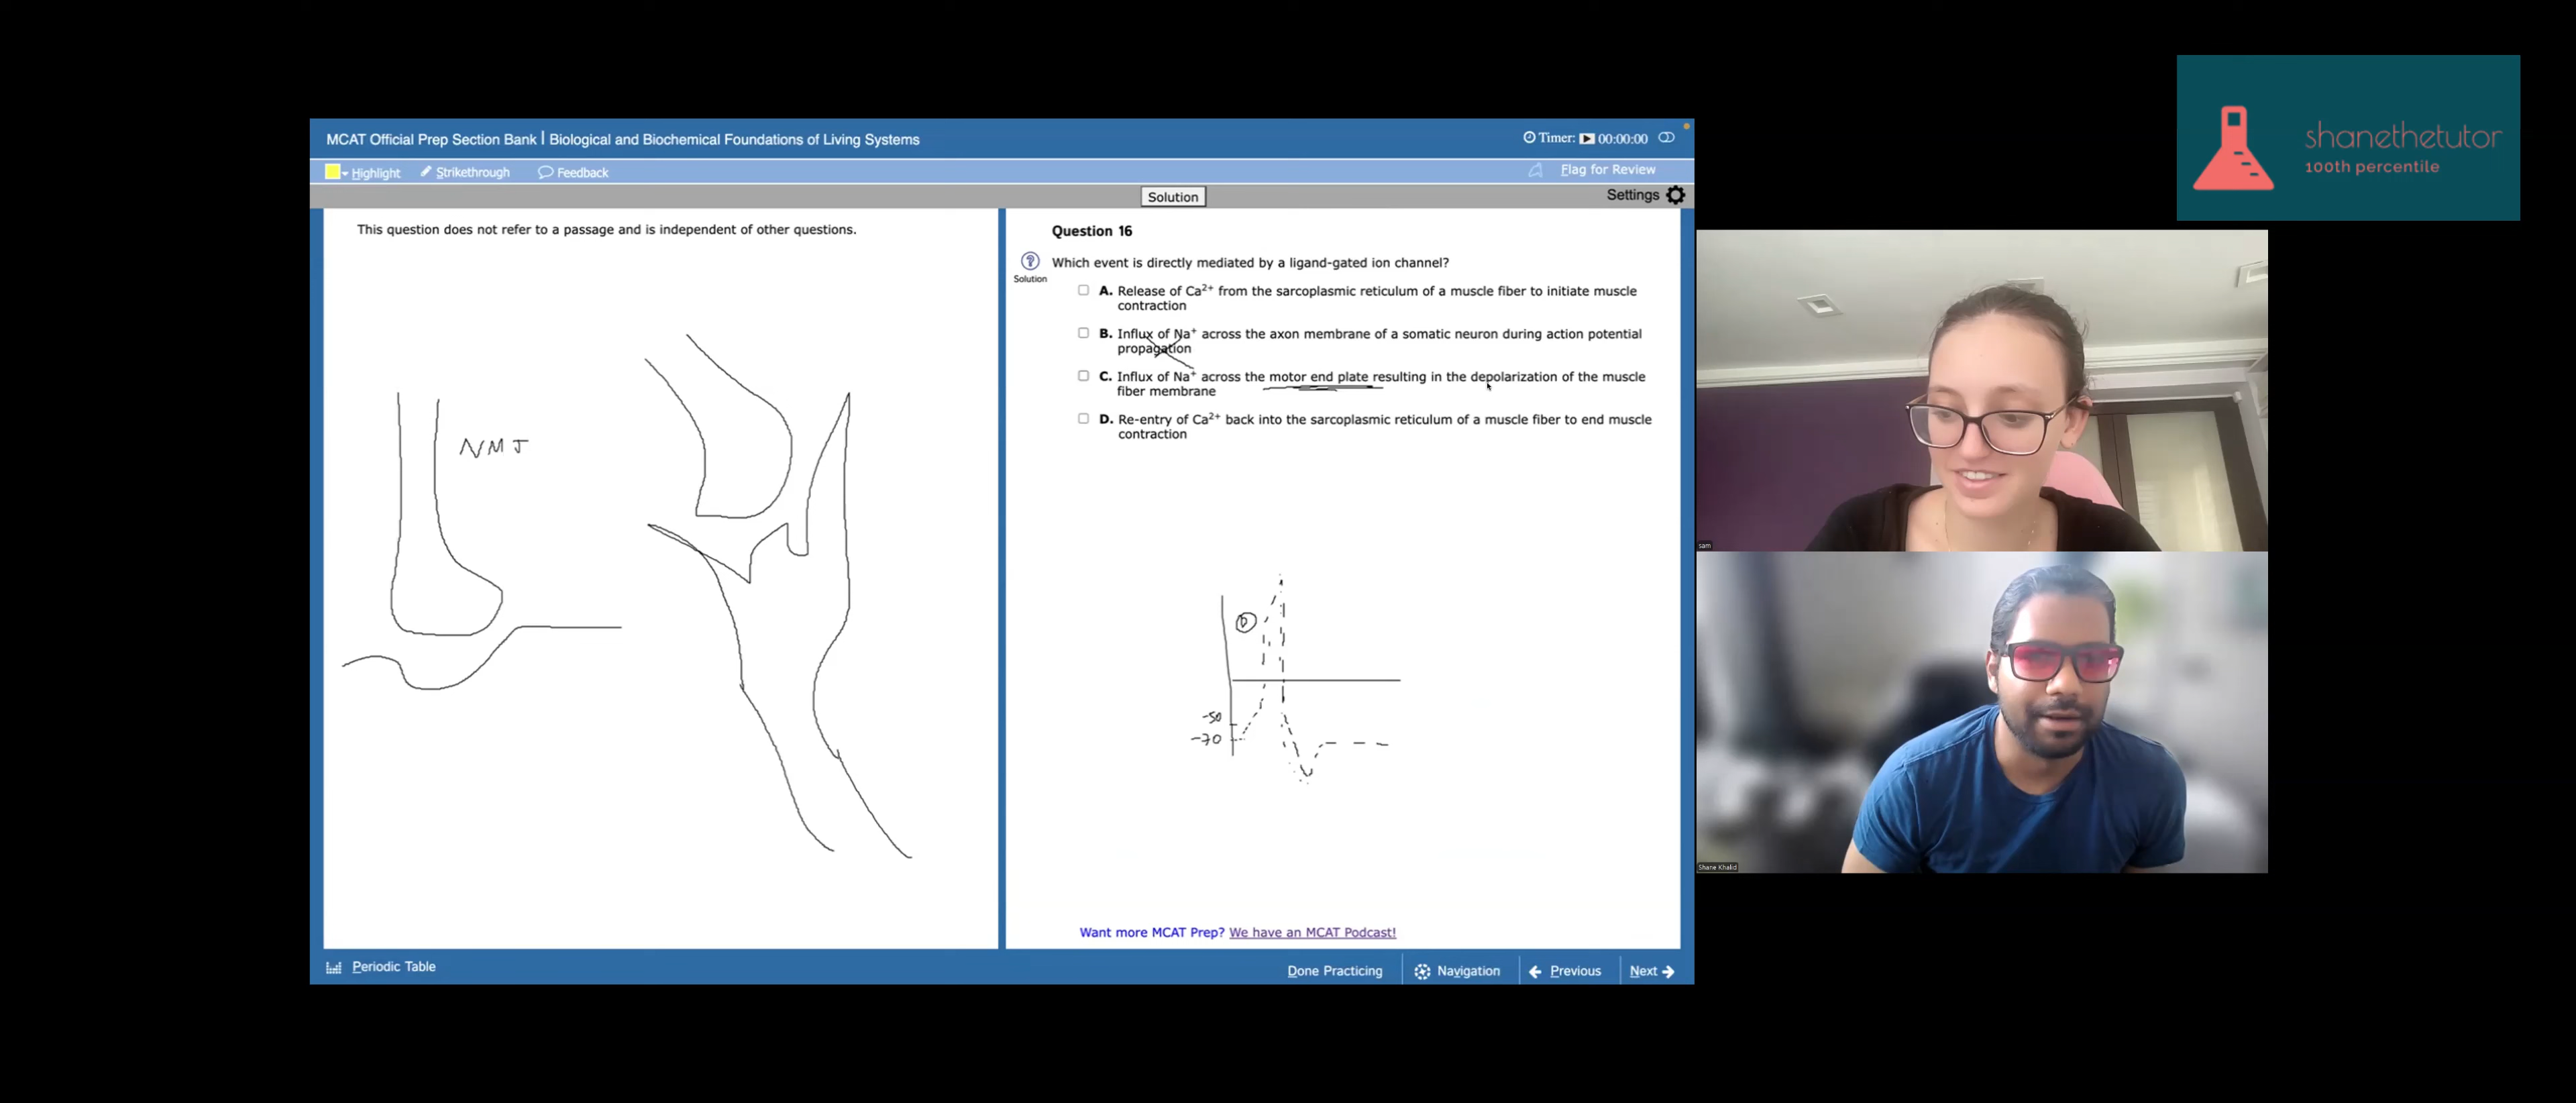 MCAT Official Prep Section Bank | Biological and Biochemical Foundations of Living Systems
Timer: 00:00:00
Highlight
Strikethrough
Feedback
Flag for Review
Solution
Settings
This question does not refer to a passage and is independent of other questions.
NMJ
Question 16
Solution
Which event is directly mediated by a ligand-gated ion channel?
A. Release of Ca²⁺ from the sarcoplasmic reticulum of a muscle fiber to initiate muscle
contraction
B. Influx of Na⁺ across the axon membrane of a somatic neuron during action potential
propagation
C. Influx of Na⁺ across the motor end plate resulting in the depolarization of the muscle
fiber membrane
D. Re-entry of Ca²⁺ back into the sarcoplasmic reticulum of a muscle fiber to end muscle
contraction
-50
-70
Want more MCAT Prep? We have an MCAT Podcast!
Periodic Table
Done Practicing
Navigation
Previous
Next
shanethetutor
100th percentile
sam
Shane Khalid